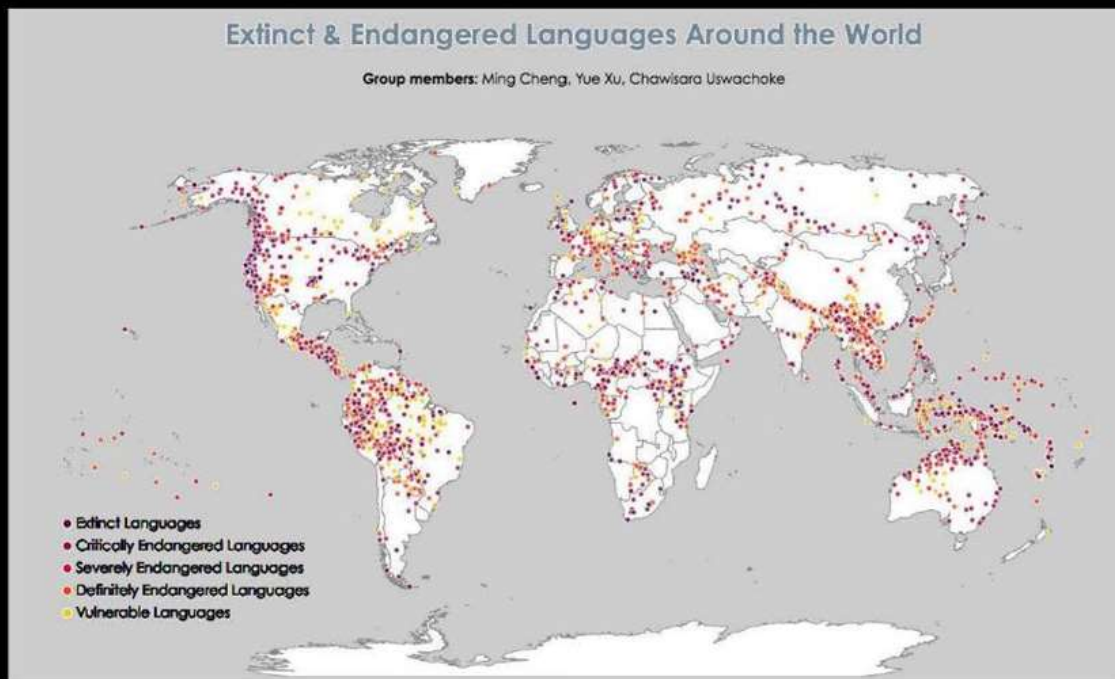 Extinct & Endangered Languages Around the World
Group members: Ming Cheng, Yue Xu, Chawisara Uswachoke
Extinct Languages
Critically Endangered Languages
Severely Endangered Languages
Definitely Endangered Languages
Vulnerable Languages